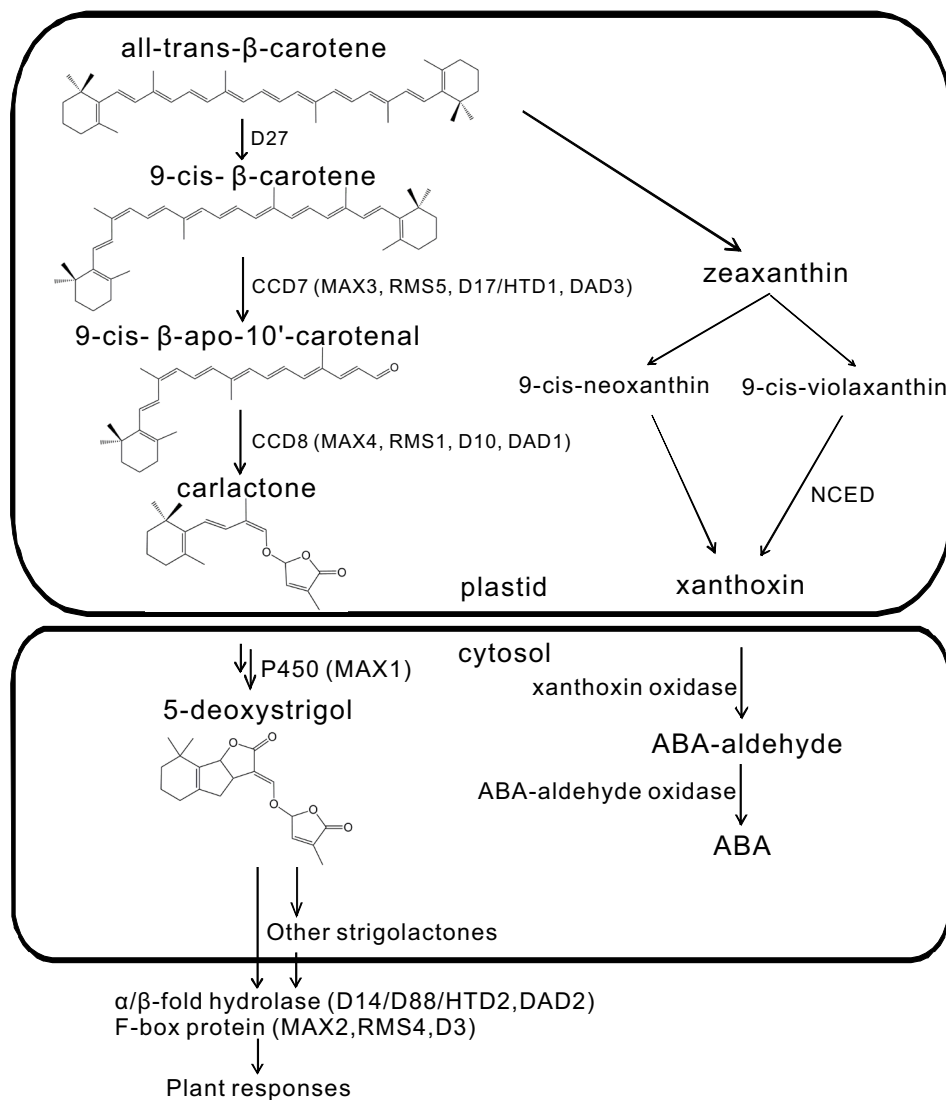 all-trans-β-carotene
D27
9-cis- β-carotene
CCD7 (MAX3, RMS5, D17/HTD1, DAD3)
zeaxanthin
9-cis- β-apo-10'-carotenal
O
9-cis-neoxanthin
9-cis-violaxanthin
CCD8 (MAX4, RMS1, D10, DAD1)
carlactone
NCED
O
O
O
plastid
xanthoxin
cytosol
P450 (MAX1)
xanthoxin oxidase
5-deoxystrigol
O
O
ABA-aldehyde
ABA-aldehyde oxidase
O
O
O
ABA
Other strigolactones
α/β-fold hydrolase (D14/D88/HTD2,DAD2)
F-box protein (MAX2,RMS4,D3)
Plant responses